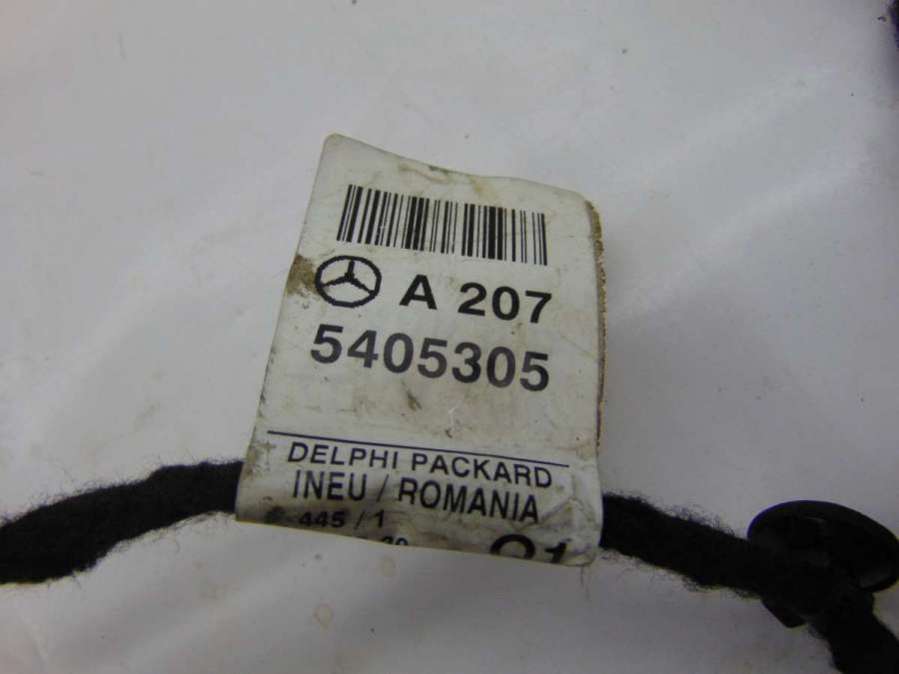 A 207
5405305
DELPHI PACKARD
INEU / ROMANIA
445 / 1